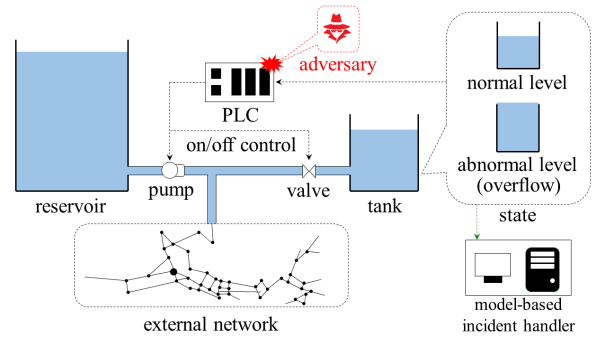 adversary
normal level
PLC
on/off control
abnormal level
(overflow)
pump
valve
reservoir
tank
state
external network
model-based
incident handler